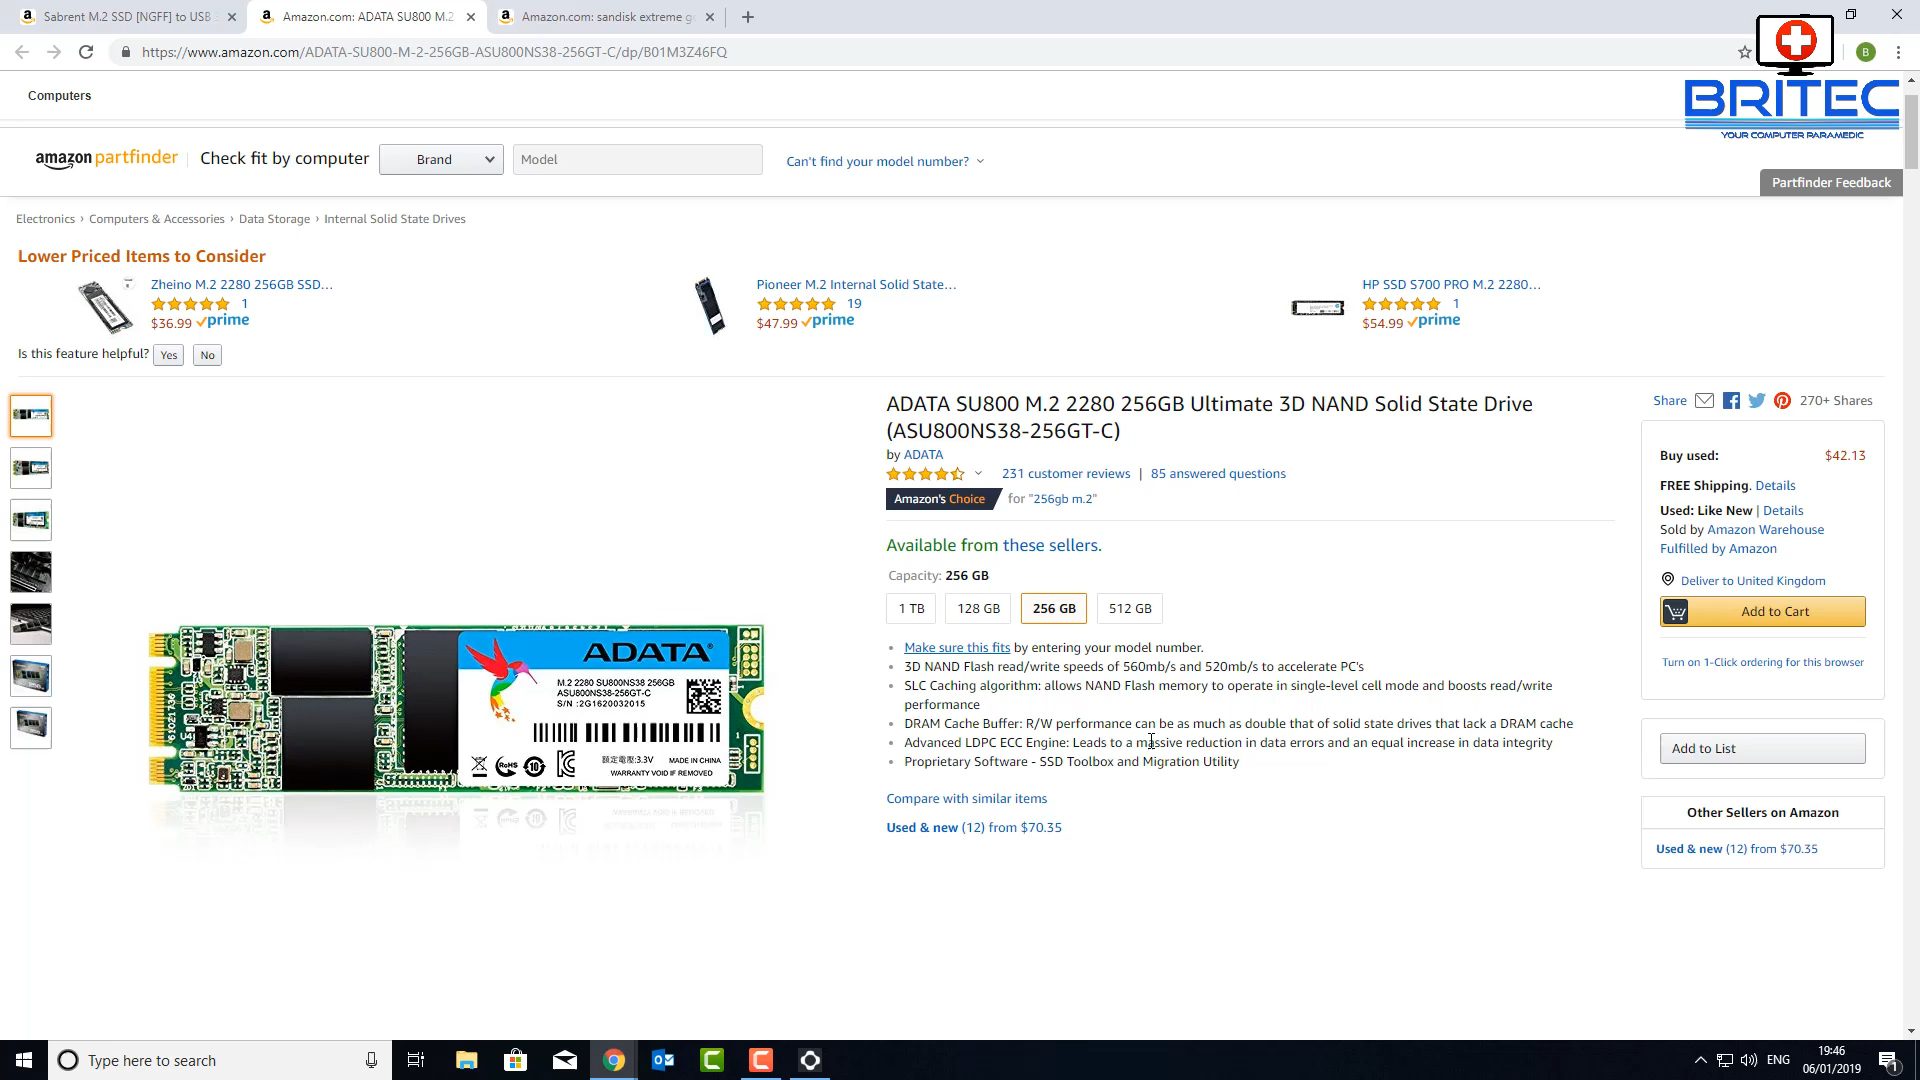 Sabrent M.2 SSD [NGFF] to USB
Amazon.com: ADATA SU800 M.2
Amazon.com: sandisk extreme go
https://www.amazon.com/ADATA-SU800-M-2-256GB-ASU800NS38-256GT-C/dp/B01M3Z46FQ
B
Computers
BRITEC
YOUR COMPUTER PARAMEDIC
amazon partfinder
Check fit by computer
Brand
Model
Can't find your model number?
Partfinder Feedback
Electronics › Computers & Accessories › Data Storage › Internal Solid State Drives
Lower Priced Items to Consider
Zheino M.2 2280 256GB SSD…
1
$36.99 prime
Pioneer M.2 Internal Solid State…
19
$47.99 prime
HP SSD S700 PRO M.2 2280…
1
$54.99 prime
Is this feature helpful? Yes No
ADATA SU800 M.2 2280 256GB Ultimate 3D NAND Solid State Drive
(ASU800NS38-256GT-C)
by ADATA
231 customer reviews | 85 answered questions
Amazon's Choice for "256gb m.2"
Available from these sellers.
Capacity: 256 GB
1 TB
128 GB
256 GB
512 GB
Make sure this fits by entering your model number.
3D NAND Flash read/write speeds of 560mb/s and 520mb/s to accelerate PC's
SLC Caching algorithm: allows NAND Flash memory to operate in single-level cell mode and boosts read/write
performance
DRAM Cache Buffer: R/W performance can be as much as double that of solid state drives that lack a DRAM cache
Advanced LDPC ECC Engine: Leads to a massive reduction in data errors and an equal increase in data integrity
Proprietary Software - SSD Toolbox and Migration Utility
Compare with similar items
Used & new (12) from $70.35
Share
270+ Shares
Buy used: $42.13
FREE Shipping. Details
Used: Like New | Details
Sold by Amazon Warehouse
Fulfilled by Amazon
Deliver to United Kingdom
Add to Cart
Turn on 1-Click ordering for this browser
Add to List
Other Sellers on Amazon
Used & new (12) from $70.35
ADATA
M.2 2280 SU800NS38 256GB
ASU800NS38-256GT-C
S/N :2G1620032015
RoHS
10
額定電壓:3.3V
MADE IN CHINA
WARRANTY VOID IF REMOVED
61021736
1
Type here to search
ENG
19:46
06/01/2019
1